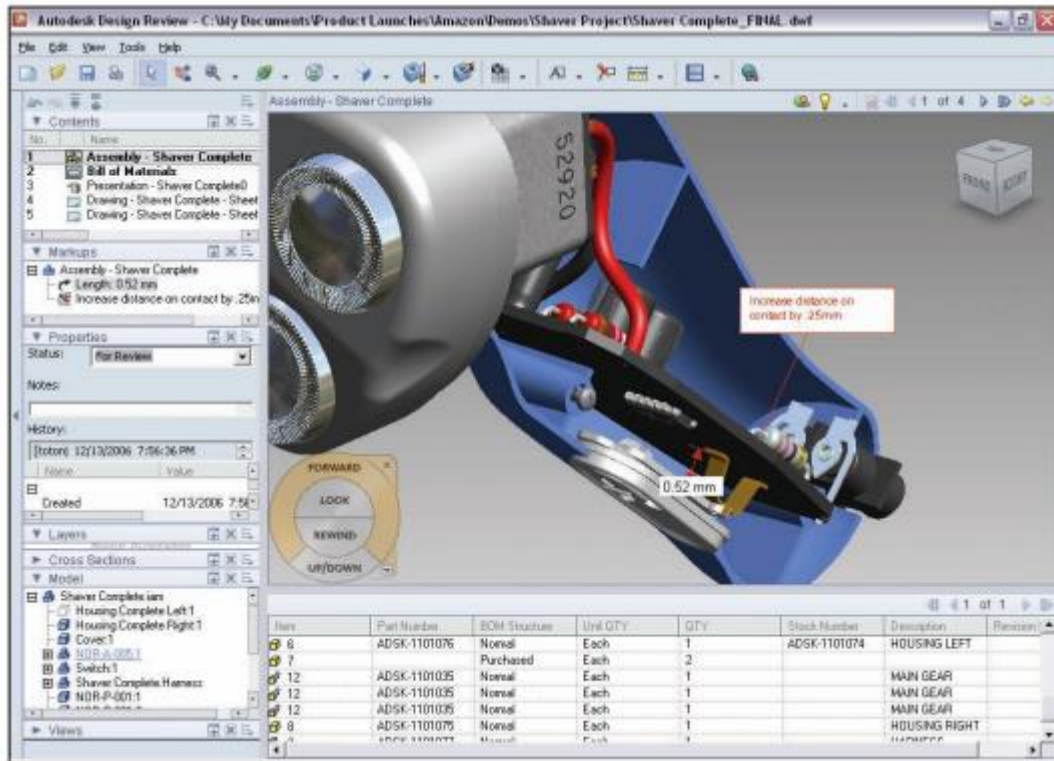 Autodesk Design Review - C:\My Documents\Product Launches\Amazon\Demos\Shaver Project\Shaver Complete_FINAL.dwf
File Edit View Tools Help
Assembly - Shaver Complete
1 of 4
Contents
No. Name
1 Assembly - Shaver Complete
2 Bill of Materials
3 Presentation - Shaver Complete0
4 Drawing - Shaver Complete - Sheet
5 Drawing - Shaver Complete - Sheet
Markups
Assembly - Shaver Complete
Length: 0.52 mm
Increase distance on contact by .25m
Properties
Status: for Review
Notes:
History:
12/13/2006 7:56:36 PM
Name Value
Created 12/13/2006 7:56
Layers
Cross Sections
Model
Shaver Complete.iam
Housing Complete Left:1
Housing Complete Right:1
Cover:1
NOR-A-005:1
Switch:1
Shaver Complete.Harness
NOR-P-001:1
Views
52920
FRONT RIGHT
Increase distance on
contact by .25mm
0.52 mm
FORWARD
LOOK
REWIND
UP/DOWN
1 of 1
Item Part Number BOM Structure Unit QTY QTY Stock Number Description Revision
6 ADSK-1101076 Normal Each 1 ADSK-1101074 HOUSING LEFT
7 Purchased Each 2
12 ADSK-1101035 Normal Each 1 MAIN GEAR
12 ADSK-1101035 Normal Each 1 MAIN GEAR
12 ADSK-1101035 Normal Each 1 MAIN GEAR
8 ADSK-1101075 Normal Each 1 HOUSING RIGHT